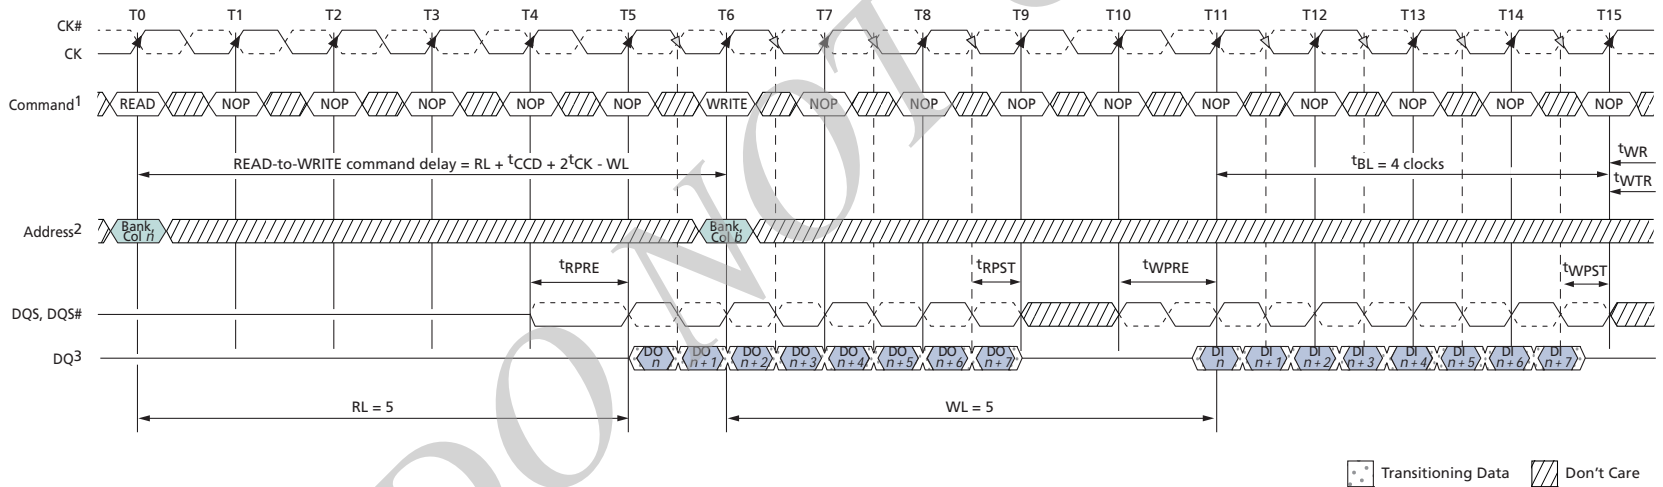 T0 T1 T2 T3 T4 T5 T6 T7 T8 T9 T10 T11 T12 T13 T14 T15
CK#
CK
Command1 READ NOP NOP NOP NOP NOP WRITE NOP NOP NOP NOP NOP NOP NOP NOP NOP
READ-to-WRITE command delay = RL + tCCD + 2tCK - WL tBL = 4 clocks tWR
tWTR
Address2 Bank, Col n Bank, Col b
tRPRE tRPST tWPRE tWPST
DQS, DQS#
DQ3 DO n DO n + 1 DO n + 2 DO n + 3 DO n + 4 DO n + 5 DO n + 6 DO n + 7 DI n DI n + 1 DI n + 2 DI n + 3 DI n + 4 DI n + 5 DI n + 6 DI n + 7
RL = 5 WL = 5
Transitioning Data Don't Care
DO NOT